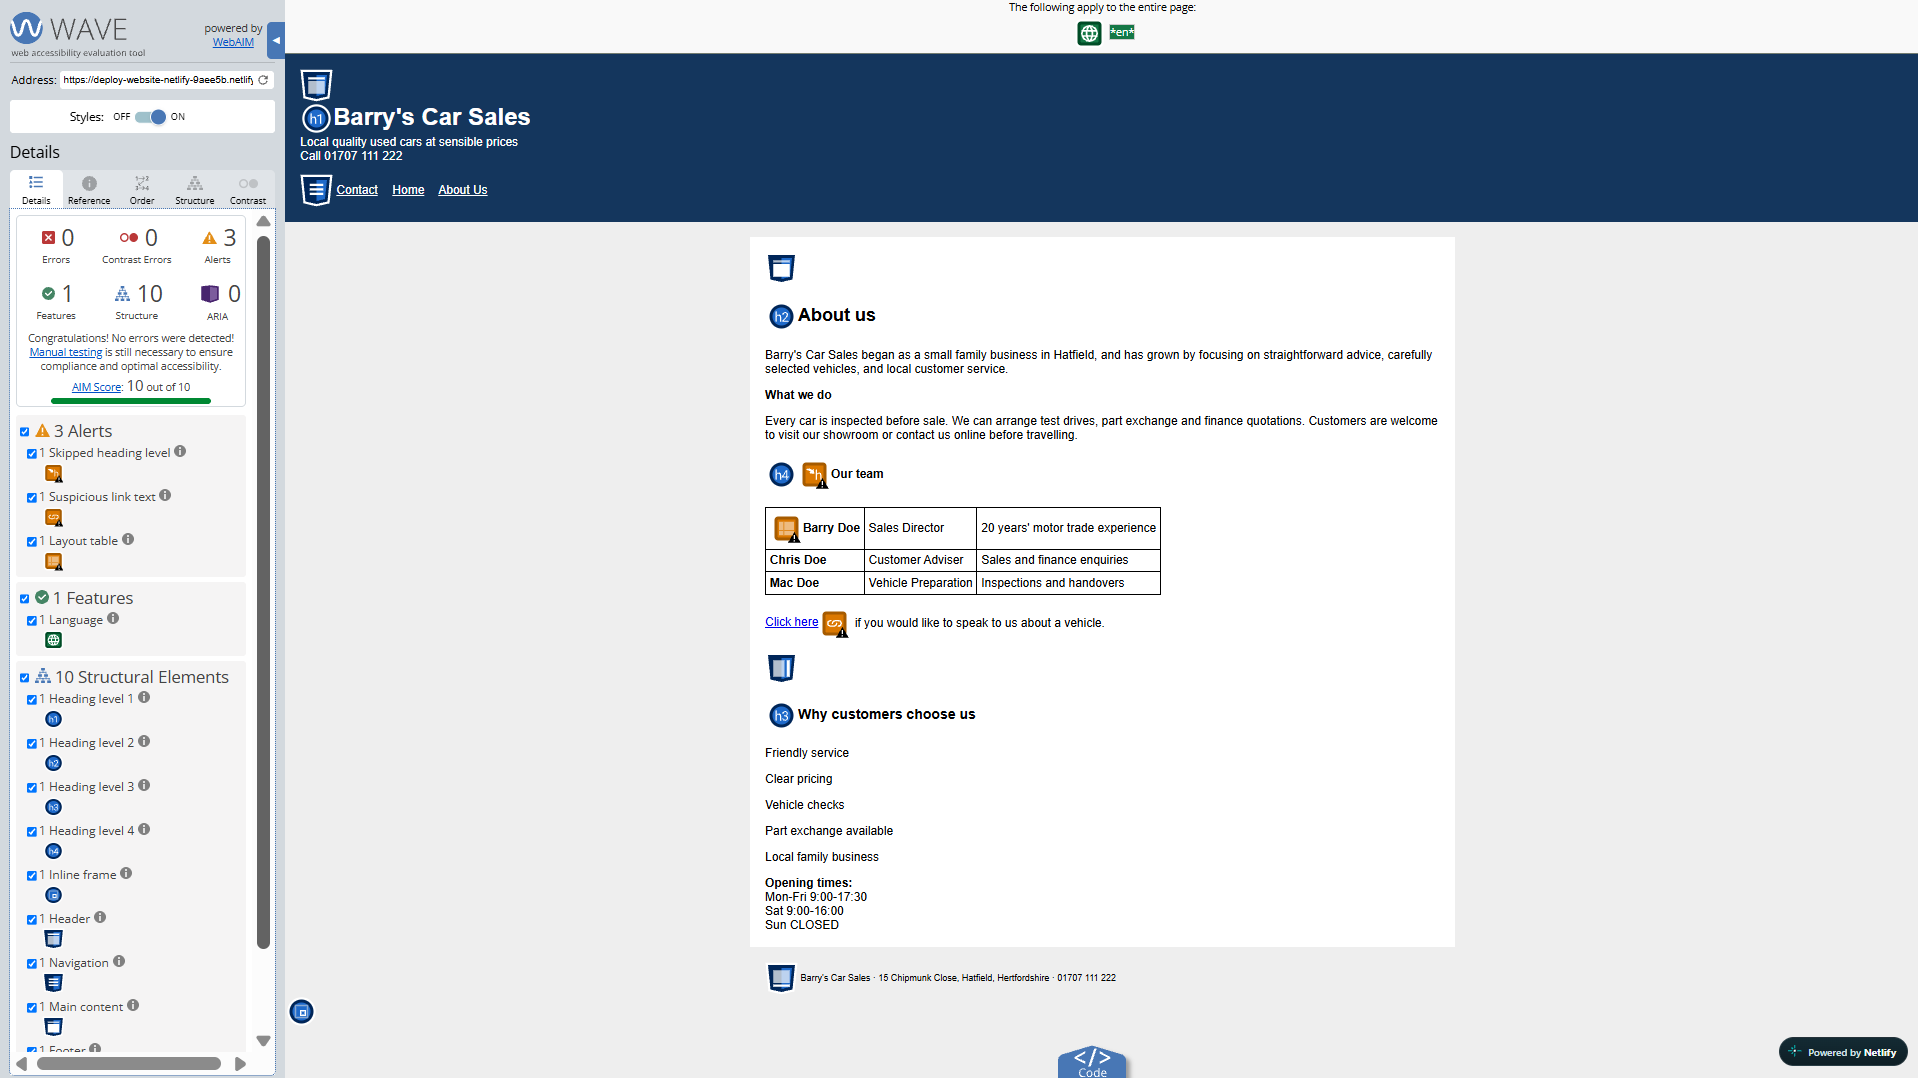 WAVE
web accessibility evaluation tool
powered by
WebAIM
Address: https://deploy-website-netlify-9aee5b.netlify
Styles: OFF ON
Details
Details Reference Order Structure Contrast
0 0 3
Errors Contrast Errors Alerts
1 10 0
Features Structure ARIA
Congratulations! No errors were detected!
Manual testing is still necessary to ensure
compliance and optimal accessibility.
AIM Score: 10 out of 10
3 Alerts
1 Skipped heading level
1 Suspicious link text
1 Layout table
1 Features
1 Language
10 Structural Elements
1 Heading level 1
h1
1 Heading level 2
h2
1 Heading level 3
h3
1 Heading level 4
h4
1 Inline frame
1 Header
1 Navigation
1 Main content
1 Footer
The following apply to the entire page:
*en*
h1 Barry's Car Sales
Local quality used cars at sensible prices
Call 01707 111 222
Contact Home About Us
h2 About us
Barry's Car Sales began as a small family business in Hatfield, and has grown by focusing on straightforward advice, carefully
selected vehicles, and local customer service.
What we do
Every car is inspected before sale. We can arrange test drives, part exchange and finance quotations. Customers are welcome
to visit our showroom or contact us online before travelling.
h4 h Our team
Barry Doe Sales Director 20 years' motor trade experience
Chris Doe Customer Adviser Sales and finance enquiries
Mac Doe Vehicle Preparation Inspections and handovers
Click here if you would like to speak to us about a vehicle.
h3 Why customers choose us
Friendly service
Clear pricing
Vehicle checks
Part exchange available
Local family business
Opening times:
Mon-Fri 9:00-17:30
Sat 9:00-16:00
Sun CLOSED
Barry's Car Sales · 15 Chipmunk Close, Hatfield, Hertfordshire · 01707 111 222
</>
Code
Powered by Netlify